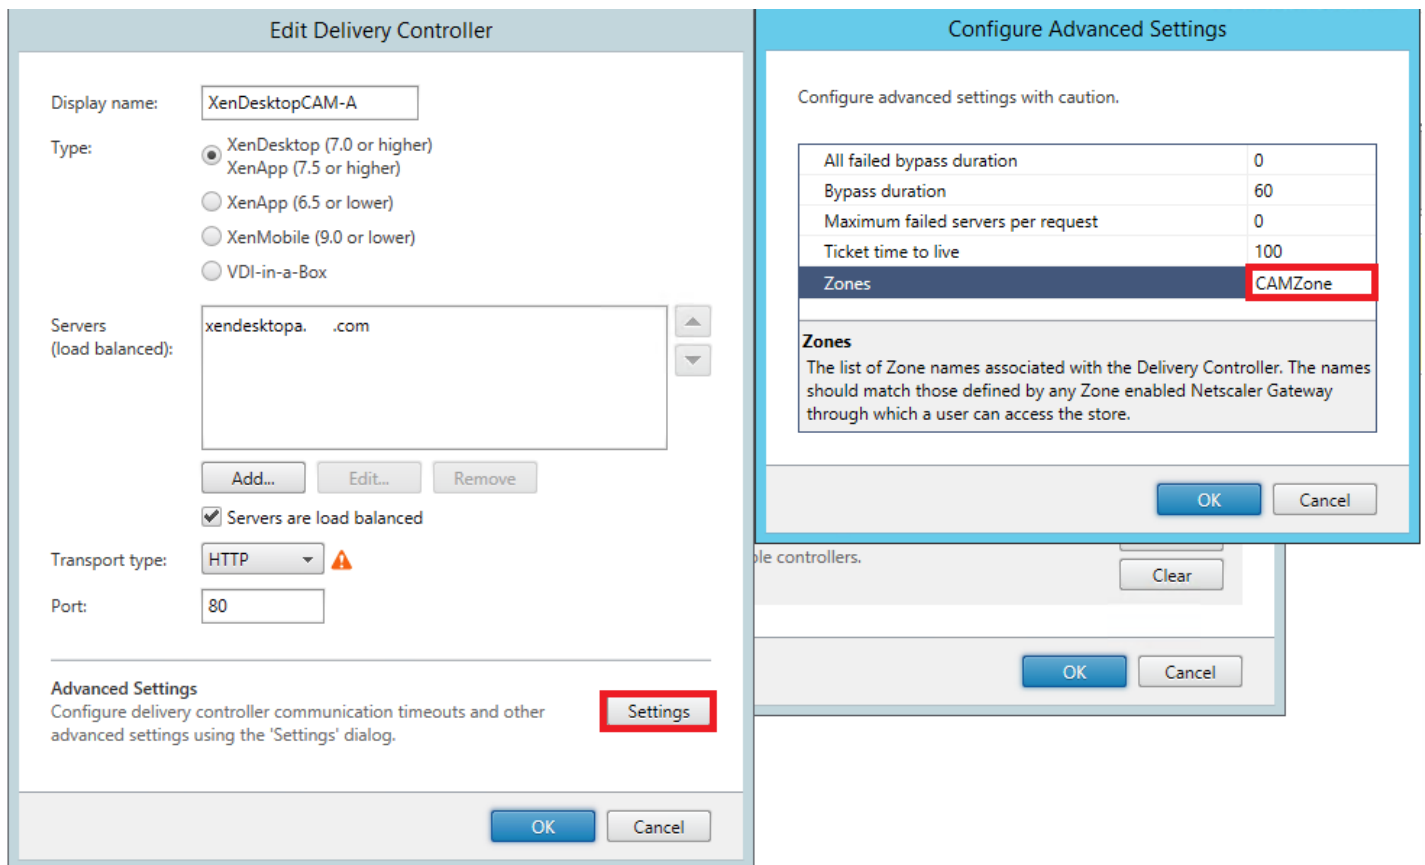 Edit Delivery Controller
Display name:
XenDesktopCAM-A
Type:
XenDesktop (7.0 or higher)
XenApp (7.5 or higher)
XenApp (6.5 or lower)
XenMobile (9.0 or lower)
VDI-in-a-Box
Servers
(load balanced):
xendesktopa. .com
Add...
Edit...
Remove
Servers are load balanced
Transport type:
HTTP
Port:
80
Advanced Settings
Configure delivery controller communication timeouts and other
advanced settings using the 'Settings' dialog.
Settings
OK
Cancel
Configure Advanced Settings
Configure advanced settings with caution.
All failed bypass duration 0
Bypass duration 60
Maximum failed servers per request 0
Ticket time to live 100
Zones CAMZone
Zones
The list of Zone names associated with the Delivery Controller. The names
should match those defined by any Zone enabled Netscaler Gateway
through which a user can access the store.
OK
Cancel
controllers.
Clear
OK
Cancel